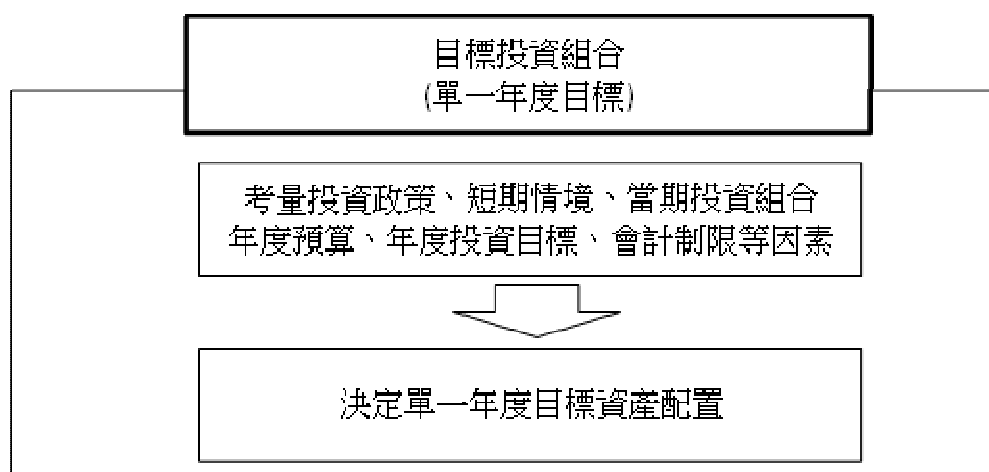 目標投資組合
(單一年度目標)
考量投資政策、短期情境、當期投資組合
年度預算、年度投資目標、會計制限等因素
決定單一年度目標資產配置